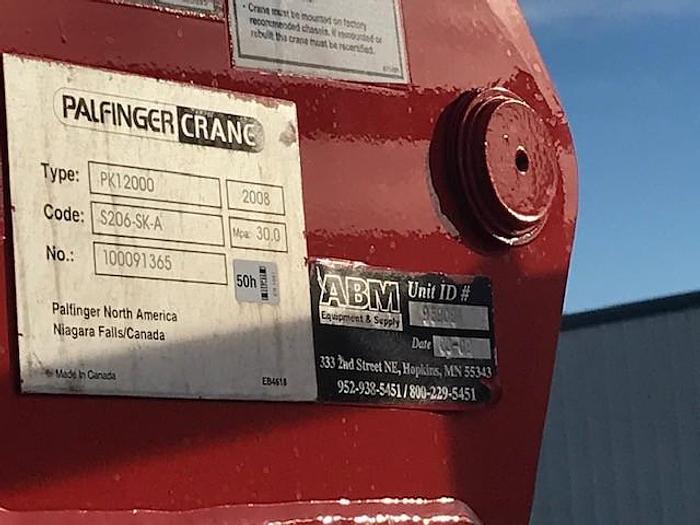 · Crane must be mounted on factory
recommended chassis. If remounted or
rebuilt the crane must be recertified.
PALFINGER CRANE
Type: PK12000 2008
Code: S206-SK-A Mpa: 30.0
No.: 100091365
50h
Palfinger North America
Niagara Falls/Canada
Made In Canada
EB4618
ABM
Equipment & Supply
Unit ID #
Date
333 2nd Street NE, Hopkins, MN 55343
952-938-5451 / 800-229-5451